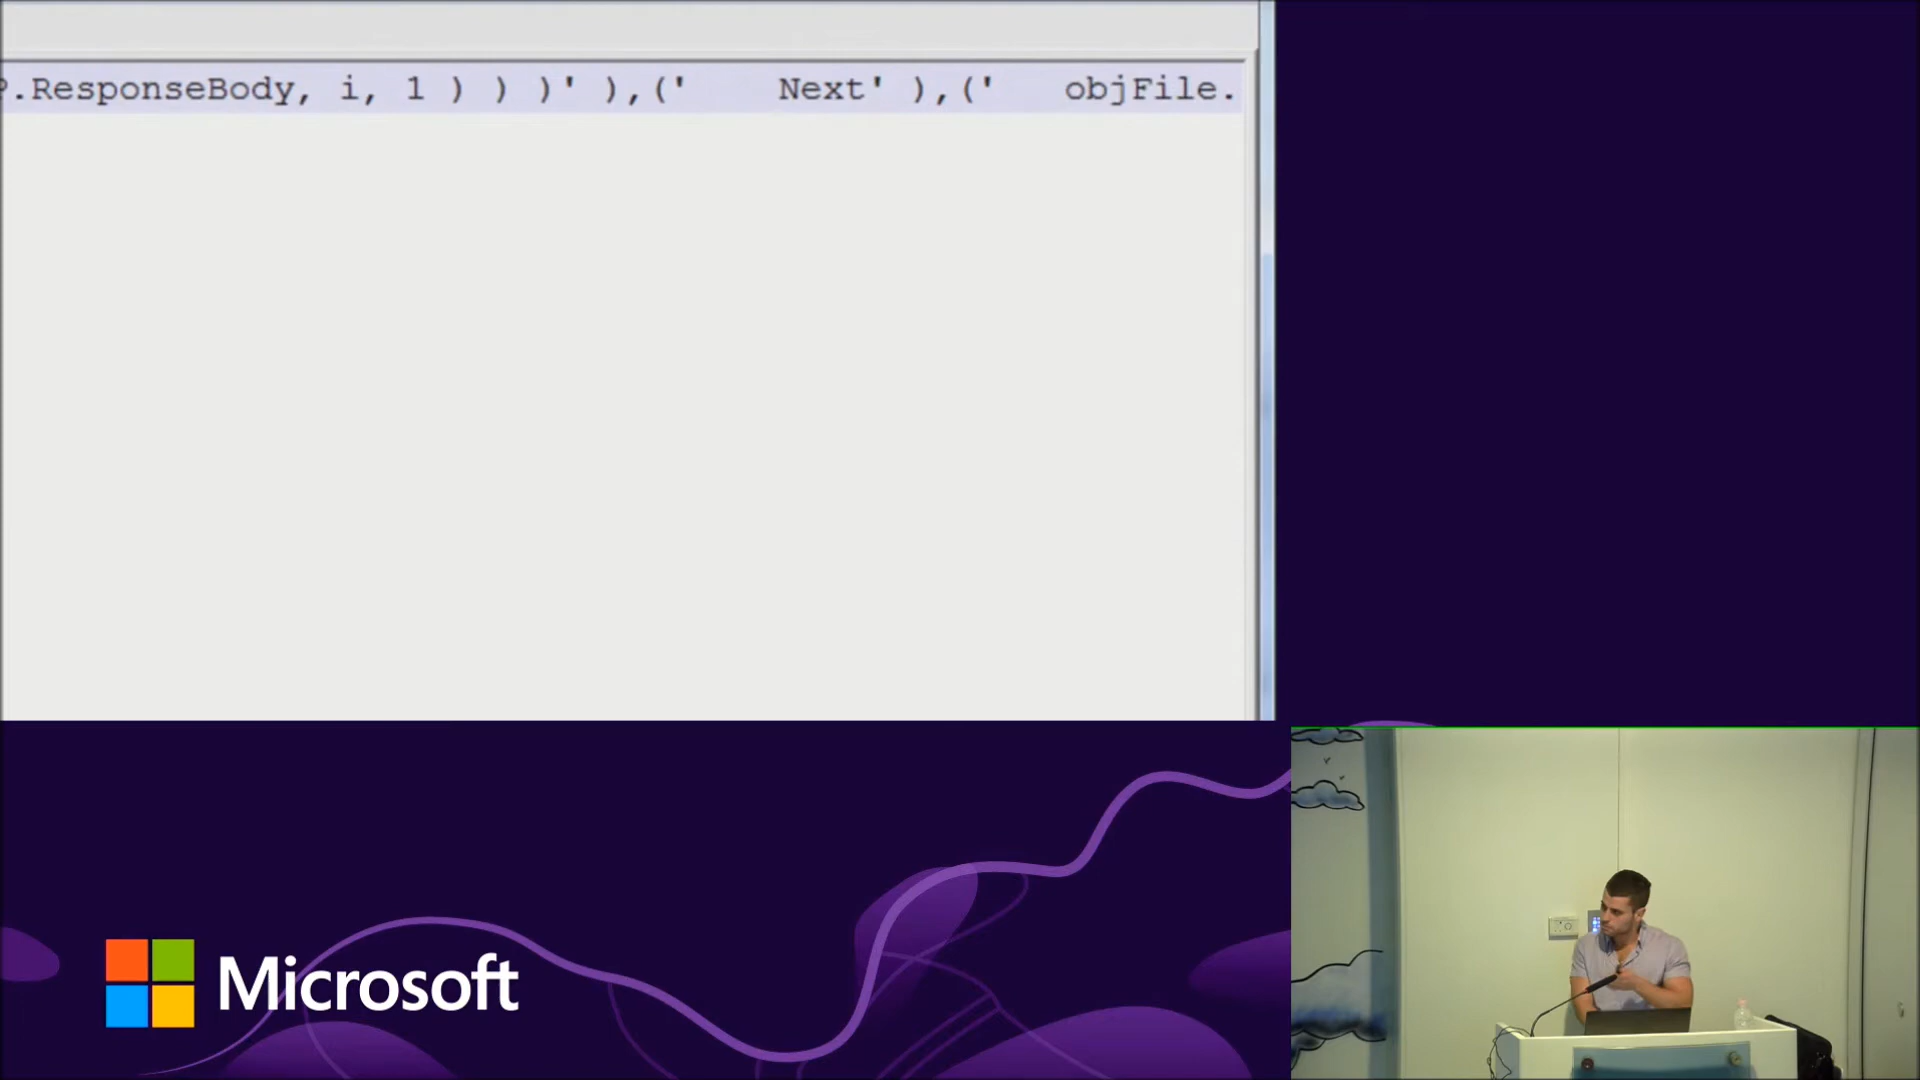 .ResponseBody, i, 1 ) ) )' ),('    Next' ),('   objFile.
Microsoft